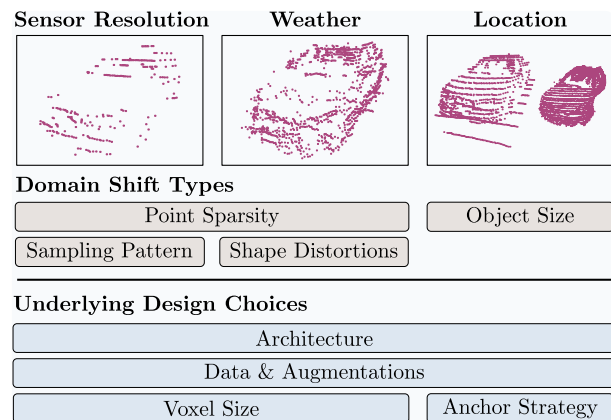 Sensor Resolution Weather Location
Domain Shift Types
Point Sparsity Object Size
Sampling Pattern Shape Distortions
Underlying Design Choices
Architecture
Data & Augmentations
Voxel Size Anchor Strategy